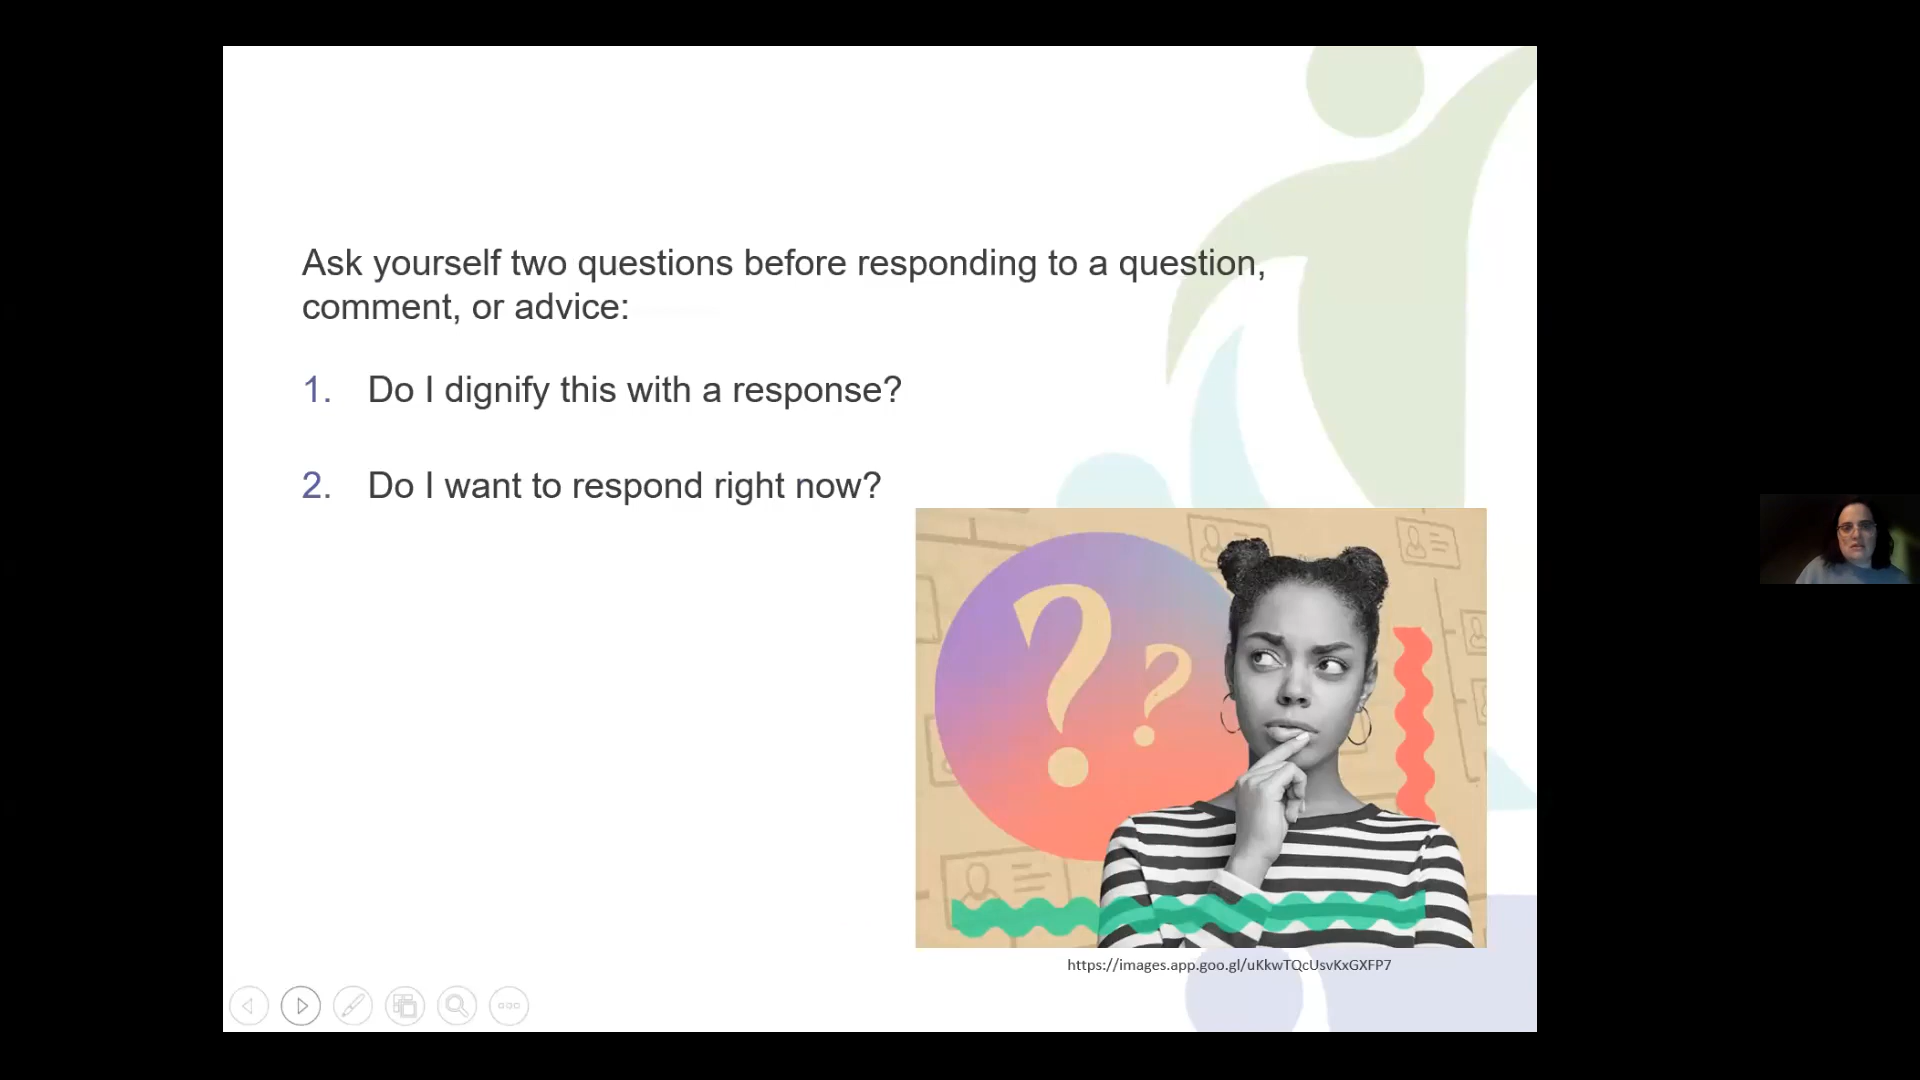 Ask yourself two questions before responding to a question,
comment, or advice:
1. Do I dignify this with a response?
2. Do I want to respond right now?
? ?
https://images.app.goo.gl/uKkwTQcUsvKxGXFP7